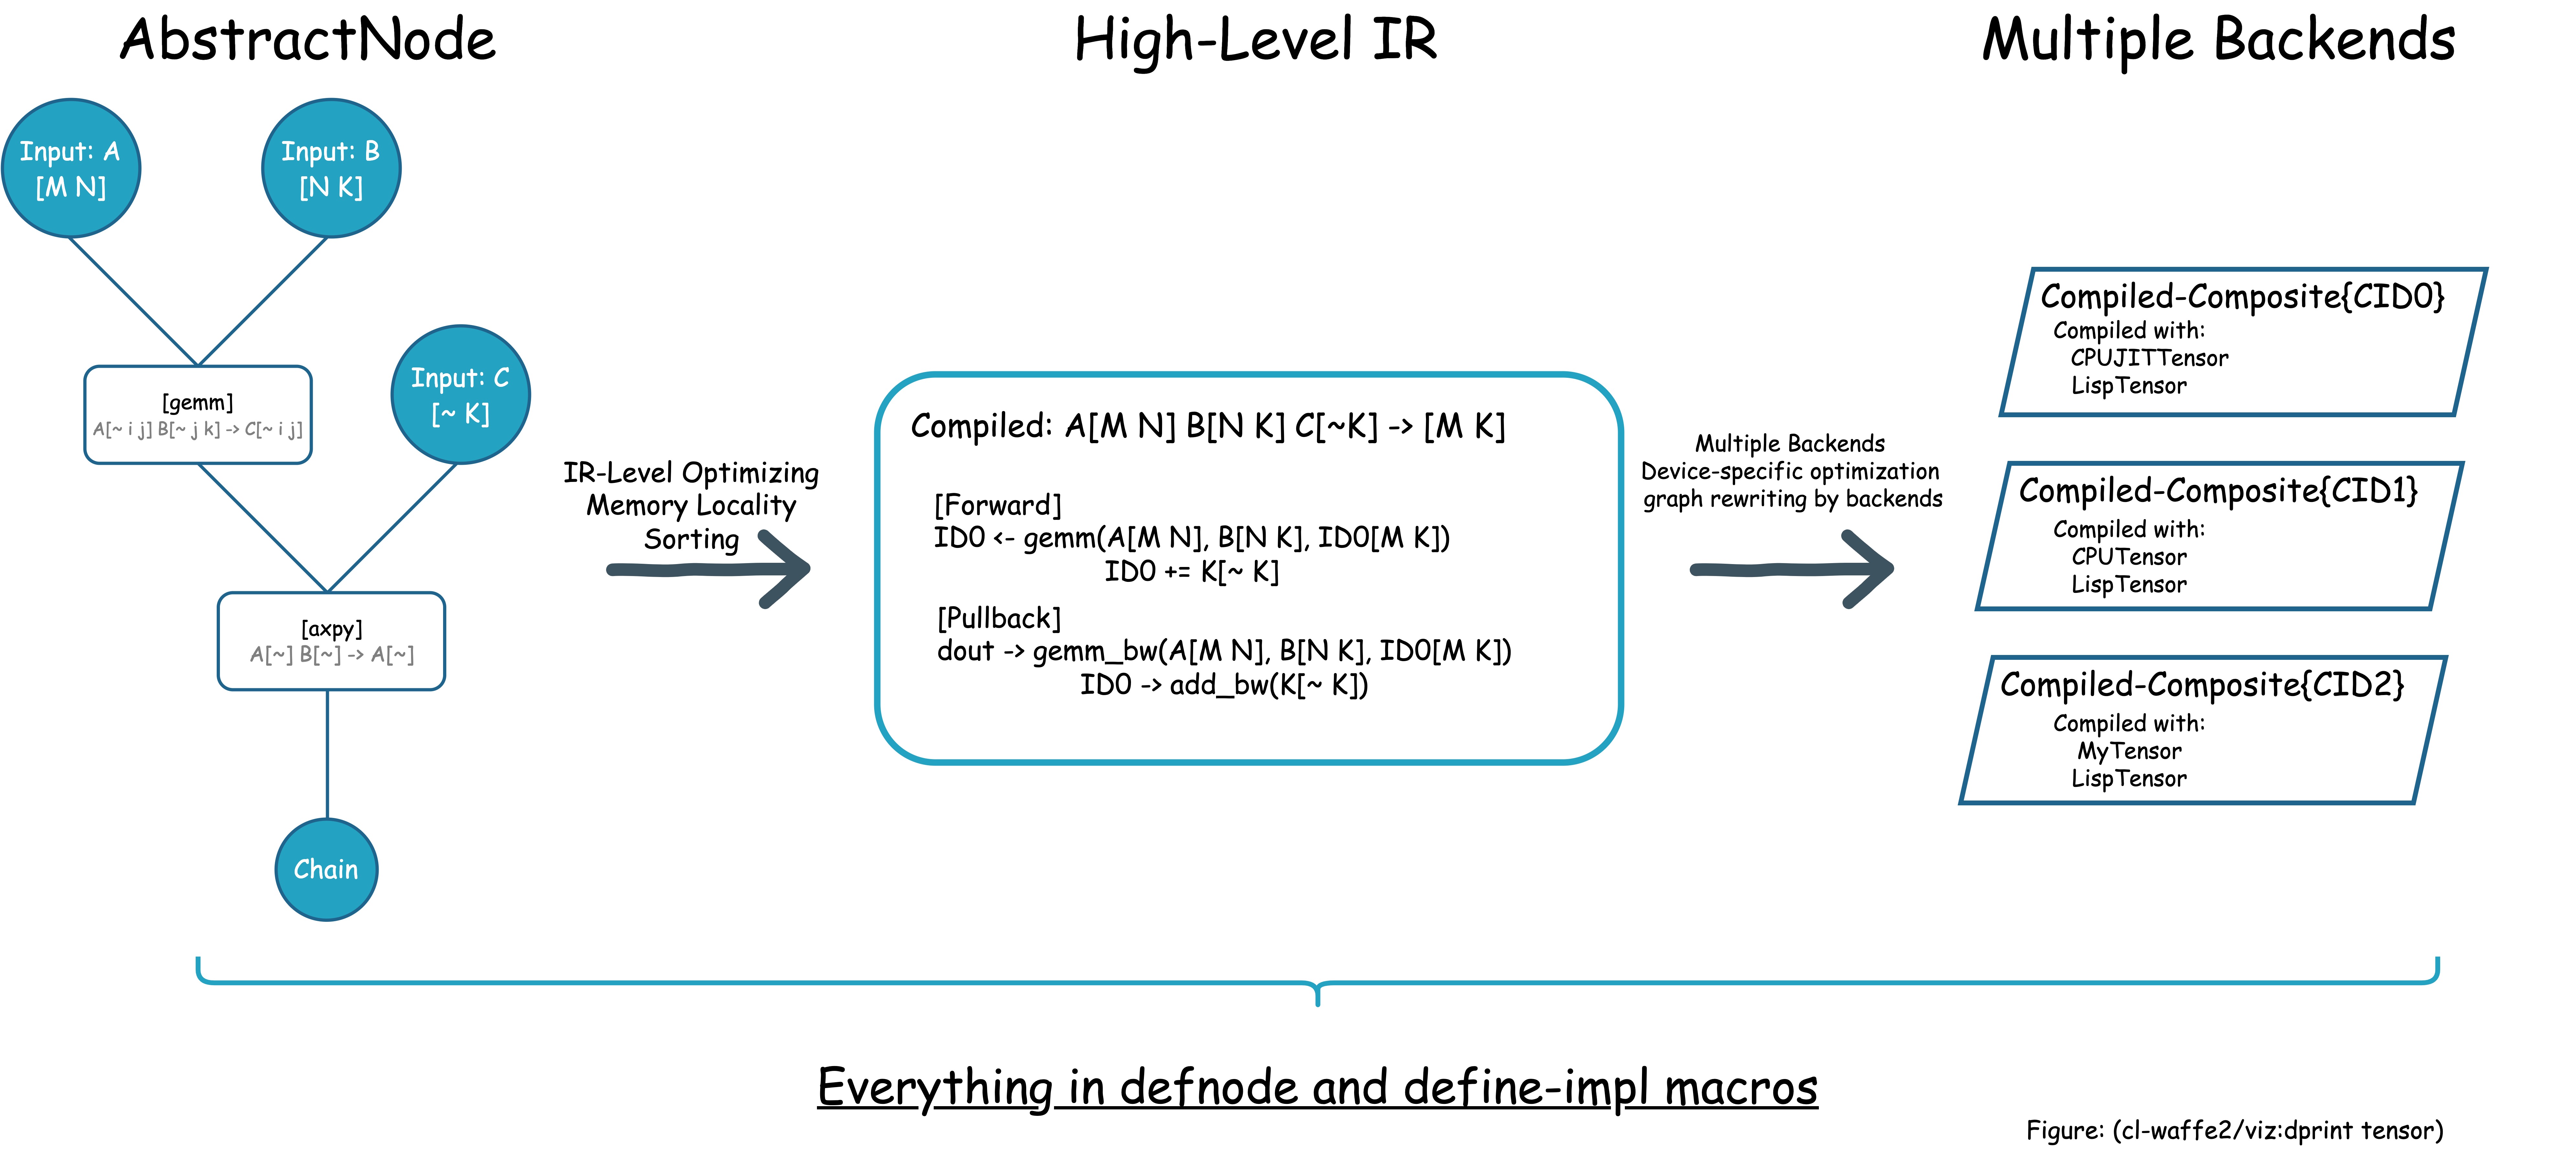 AbstractNode
High-Level IR
Multiple Backends
Input: A
[M N]
Input: B
[N K]
[gemm]
A[~ i j] B[~ j k] -> C[~ i j]
Input: C
[~ K]
[axpy]
A[~] B[~] -> A[~]
Chain
IR-Level Optimizing
Memory Locality
Sorting
Compiled: A[M N] B[N K] C[~K] -> [M K]
[Forward]
ID0 <- gemm(A[M N], B[N K], ID0[M K])
ID0 += K[~ K]
[Pullback]
dout -> gemm_bw(A[M N], B[N K], ID0[M K])
ID0 -> add_bw(K[~ K])
Multiple Backends
Device-specific optimization
graph rewriting by backends
Compiled-Composite{CID0}
Compiled with:
CPUJITTensor
LispTensor
Compiled-Composite{CID1}
Compiled with:
CPUTensor
LispTensor
Compiled-Composite{CID2}
Compiled with:
MyTensor
LispTensor
Everything in defnode and define-impl macros
Figure: (cl-waffe2/viz:dprint tensor)